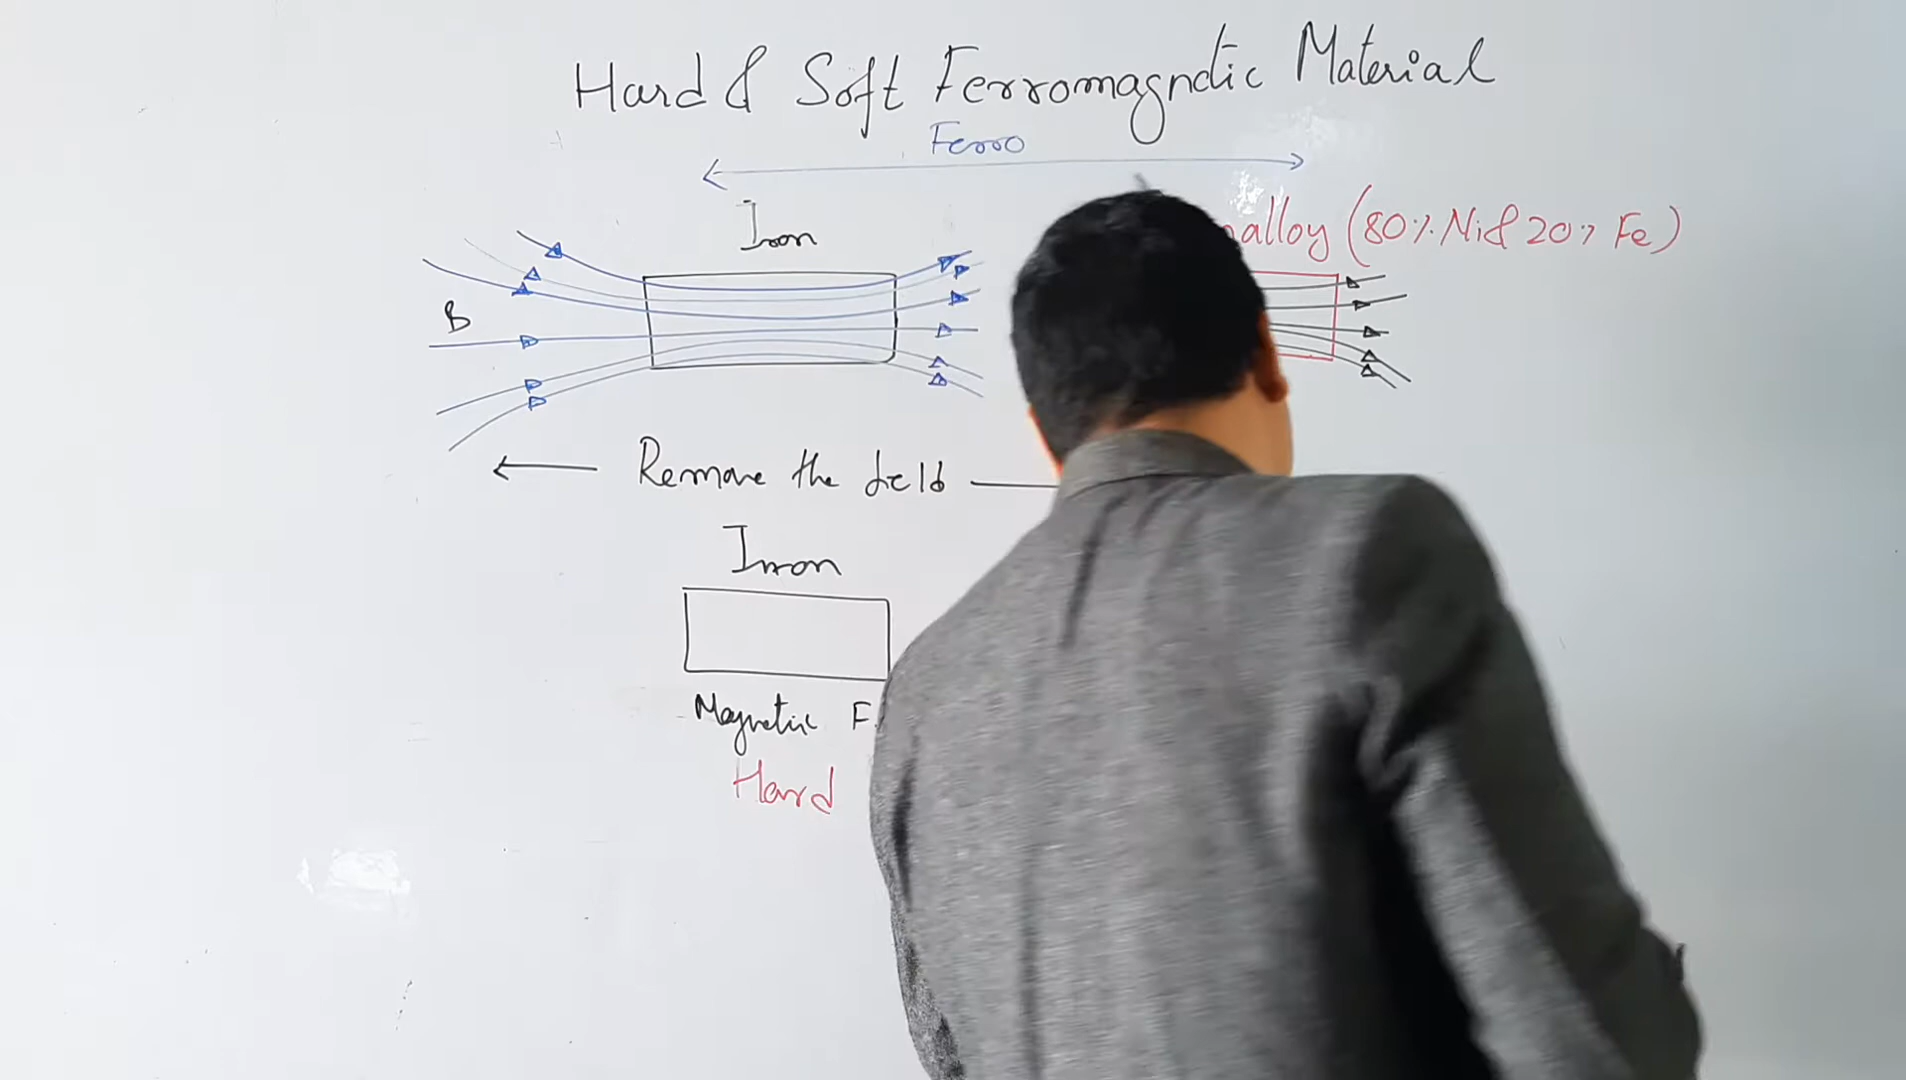 Hard & Soft Ferromagnetic Material
Ferro
Iron
alloy (80% Ni & 20% Fe)
B
Remove the field
Iron
Magnetic F.
Hard